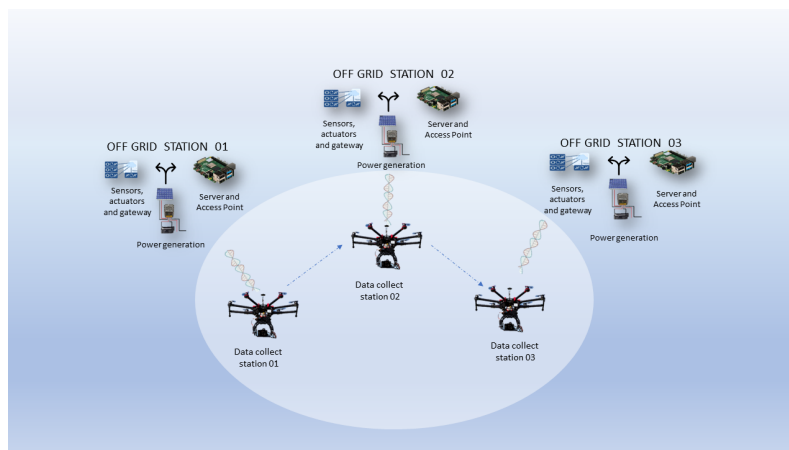 OFF GRID STATION 02
Sensors,
actuators
and gateway
Server and
Access Point
Power generation
OFF GRID STATION 01
Sensors,
actuators
and gateway
Server and
Access Point
Power generation
OFF GRID STATION 03
Sensors,
actuators
and gateway
Server and
Access Point
Power generation
Data collect
station 02
Data collect
station 01
Data collect
station 03